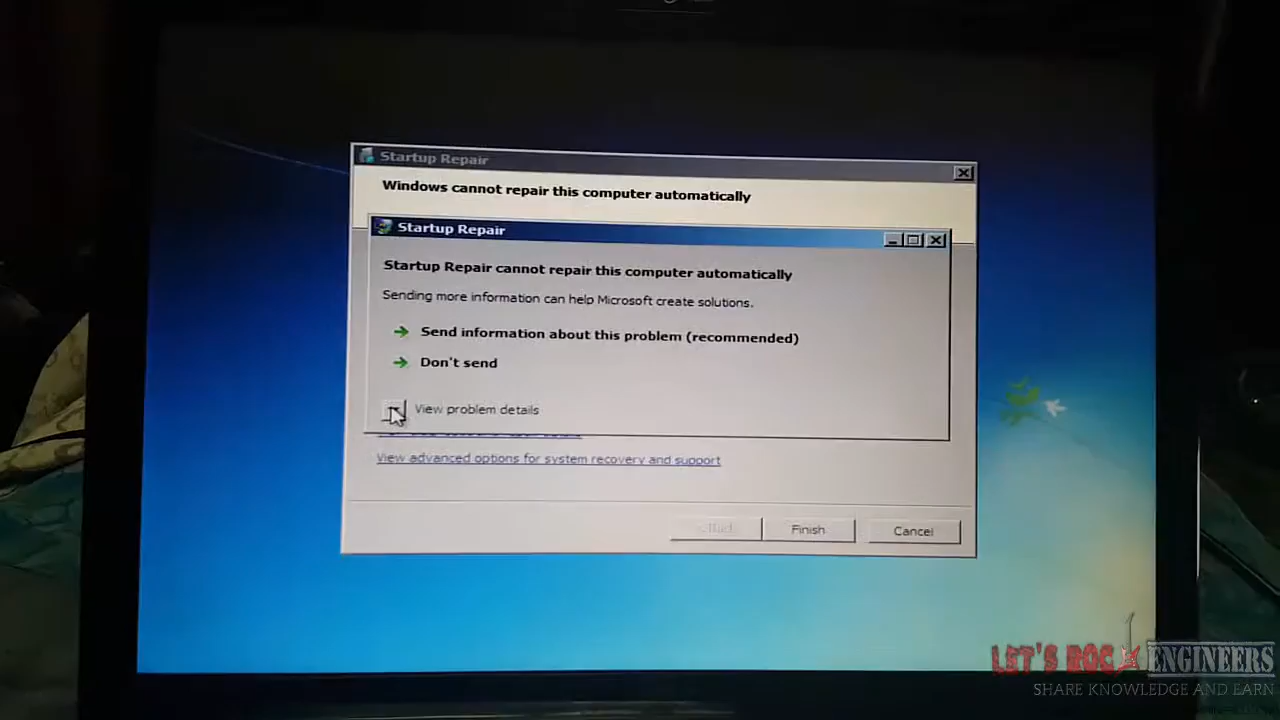 Startup Repair
Windows cannot repair this computer automatically
Startup Repair
Startup Repair cannot repair this computer automatically
Sending more information can help Microsoft create solutions.
Send information about this problem (recommended)
Don't send
View problem details
View advanced options for system recovery and support
Finish
Cancel
LET'S ROCK ENGINEERS
SHARE KNOWLEDGE AND EARN